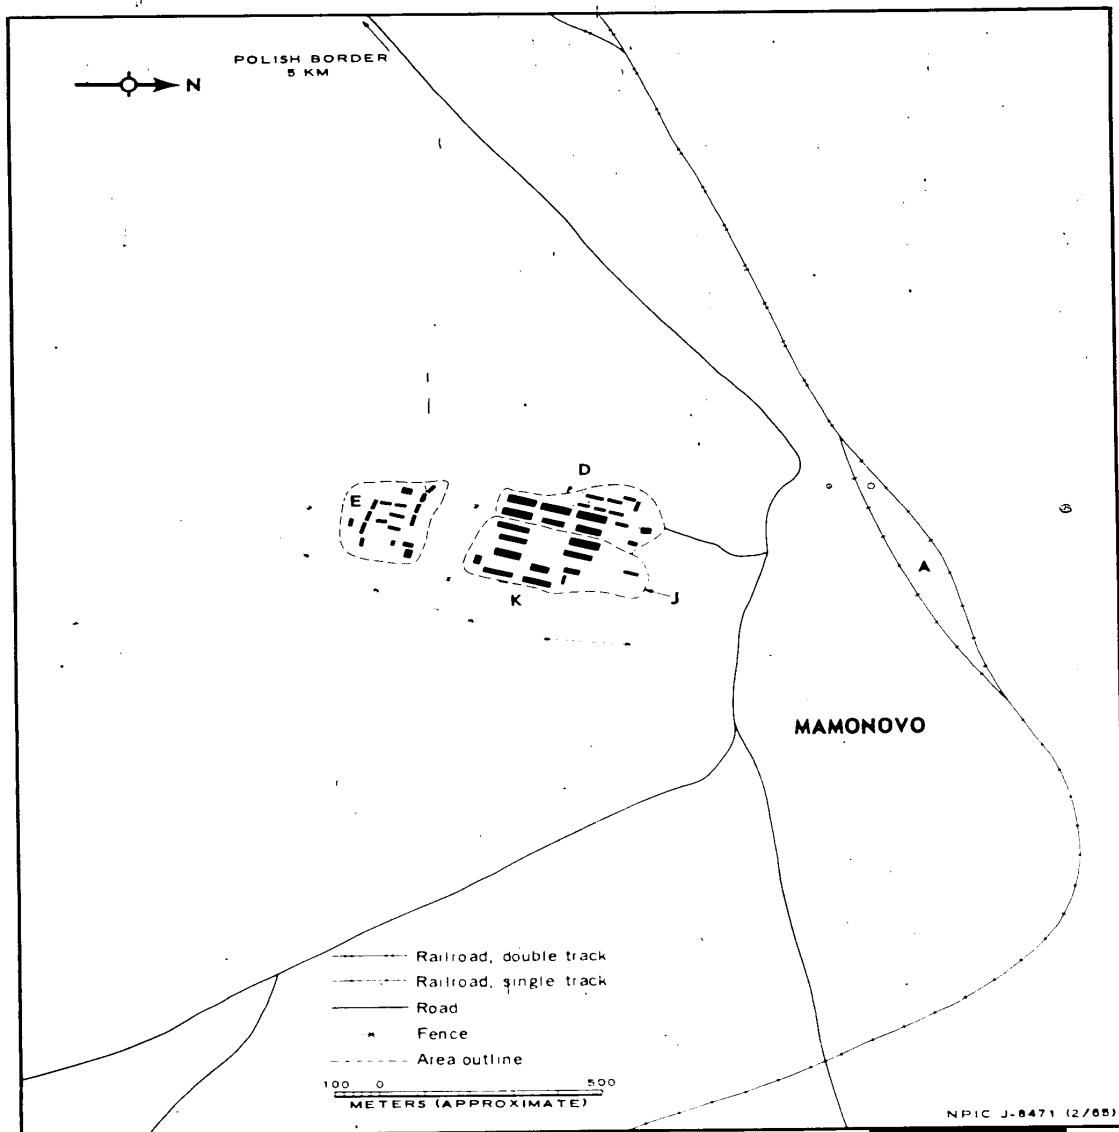 POLISH BORDER
5 KM
N
D
E
A
K
J
MAMONOVO
Railroad, double track
Railroad, single track
Road
Fence
Area outline
100 0 500
METERS (APPROXIMATE)
NPIC J-8471 (2/65)